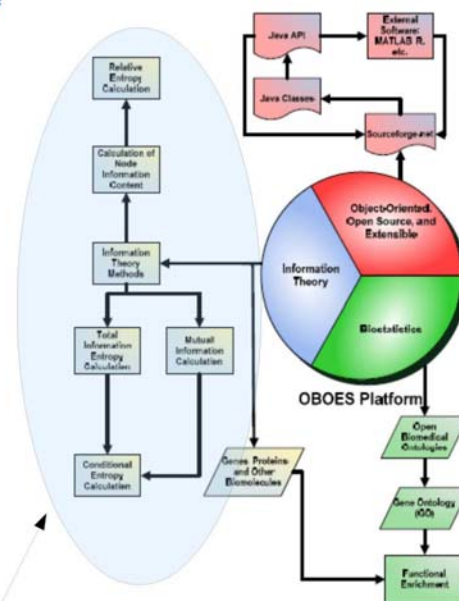 Java API
External
Software:
MATLAB R,
etc.
Java Classes
Sourceforge.net
Relative
Entropy
Calculation
Calculation of
Node
Information
Content
Information
Theory
Methods
Total
Information
Entropy
Calculation
Mutual
Information
Calculation
Conditional
Entropy
Calculation
Object-Oriented,
Open Source, and
Extensible
Information
Theory
Biostatistics
OBOES Platform
Genes Proteins
and Other
Biomolecules
Open
Biomedical
Ontologies
Gene Ontology
(GO)
Functional
Enrichment